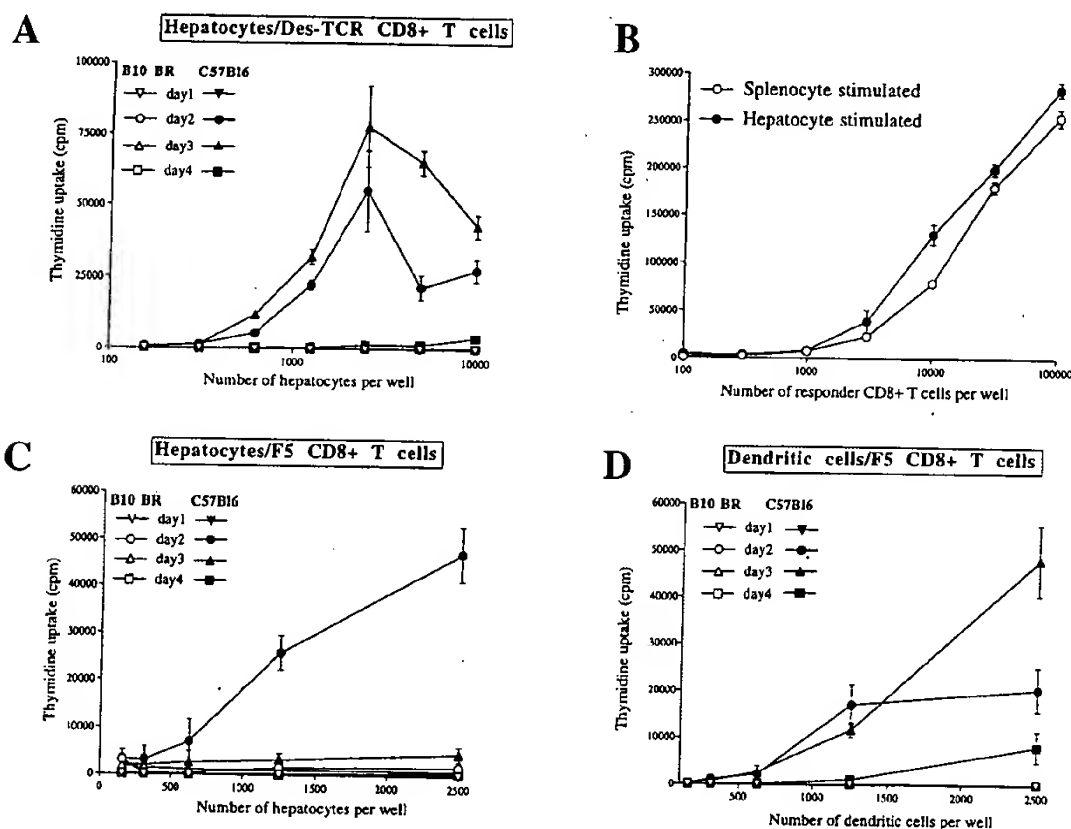 A
Hepatocytes/Des-TCR CD8+ T cells
B10 BR C57Bl6
day1
day2
day3
day4
100000
75000
50000
25000
0
Thymidine uptake (cpm)
100 1000 10000
Number of hepatocytes per well
B
Splenocyte stimulated
Hepatocyte stimulated
300000
250000
200000
150000
100000
50000
0
Thymidine uptake (cpm)
100 1000 10000 100000
Number of responder CD8+ T cells per well
C
Hepatocytes/F5 CD8+ T cells
B10 BR C57Bl6
day1
day2
day3
day4
60000
50000
40000
30000
20000
10000
0
Thymidine uptake (cpm)
0 500 1000 1500 2000 2500
Number of hepatocytes per well
D
Dendritic cells/F5 CD8+ T cells
B10 BR C57Bl6
day1
day2
day3
day4
60000
50000
40000
30000
20000
10000
0
Thymidine uptake (cpm)
500 1000 1500 2000 2500
Number of dendritic cells per well